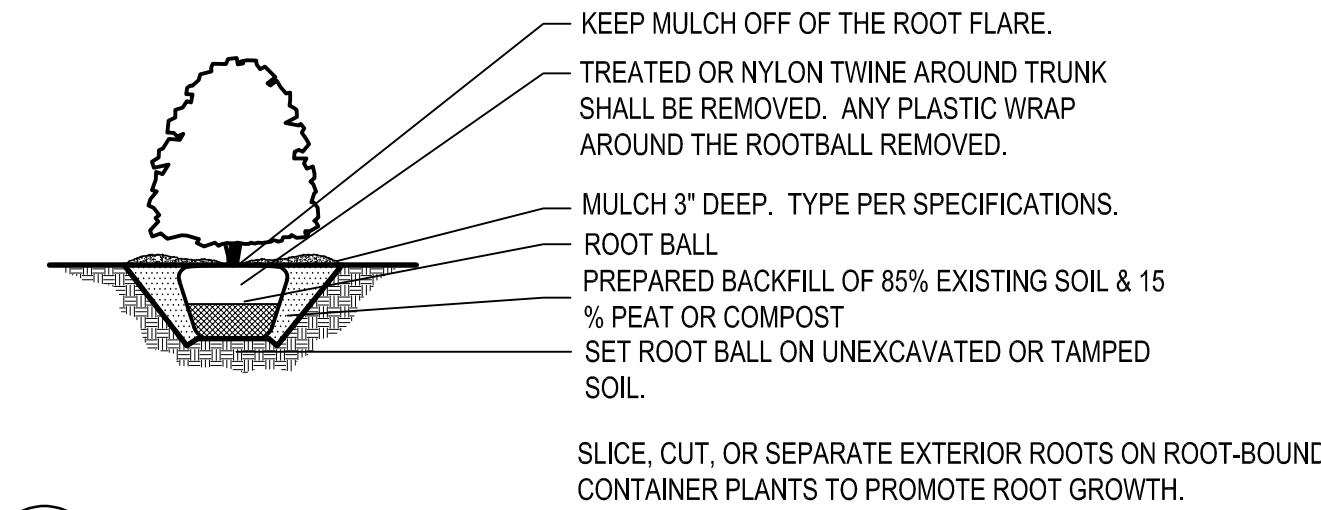 KEEP MULCH OFF OF THE ROOT FLARE.
TREATED OR NYLON TWINE AROUND TRUNK
SHALL BE REMOVED. ANY PLASTIC WRAP
AROUND THE ROOTBALL REMOVED.
MULCH 3" DEEP. TYPE PER SPECIFICATIONS.
ROOT BALL
PREPARED BACKFILL OF 85% EXISTING SOIL & 15
% PEAT OR COMPOST
SET ROOT BALL ON UNEXCAVATED OR TAMPED
SOIL.
SLICE, CUT, OR SEPARATE EXTERIOR ROOTS ON ROOT-BOUND
CONTAINER PLANTS TO PROMOTE ROOT GROWTH.